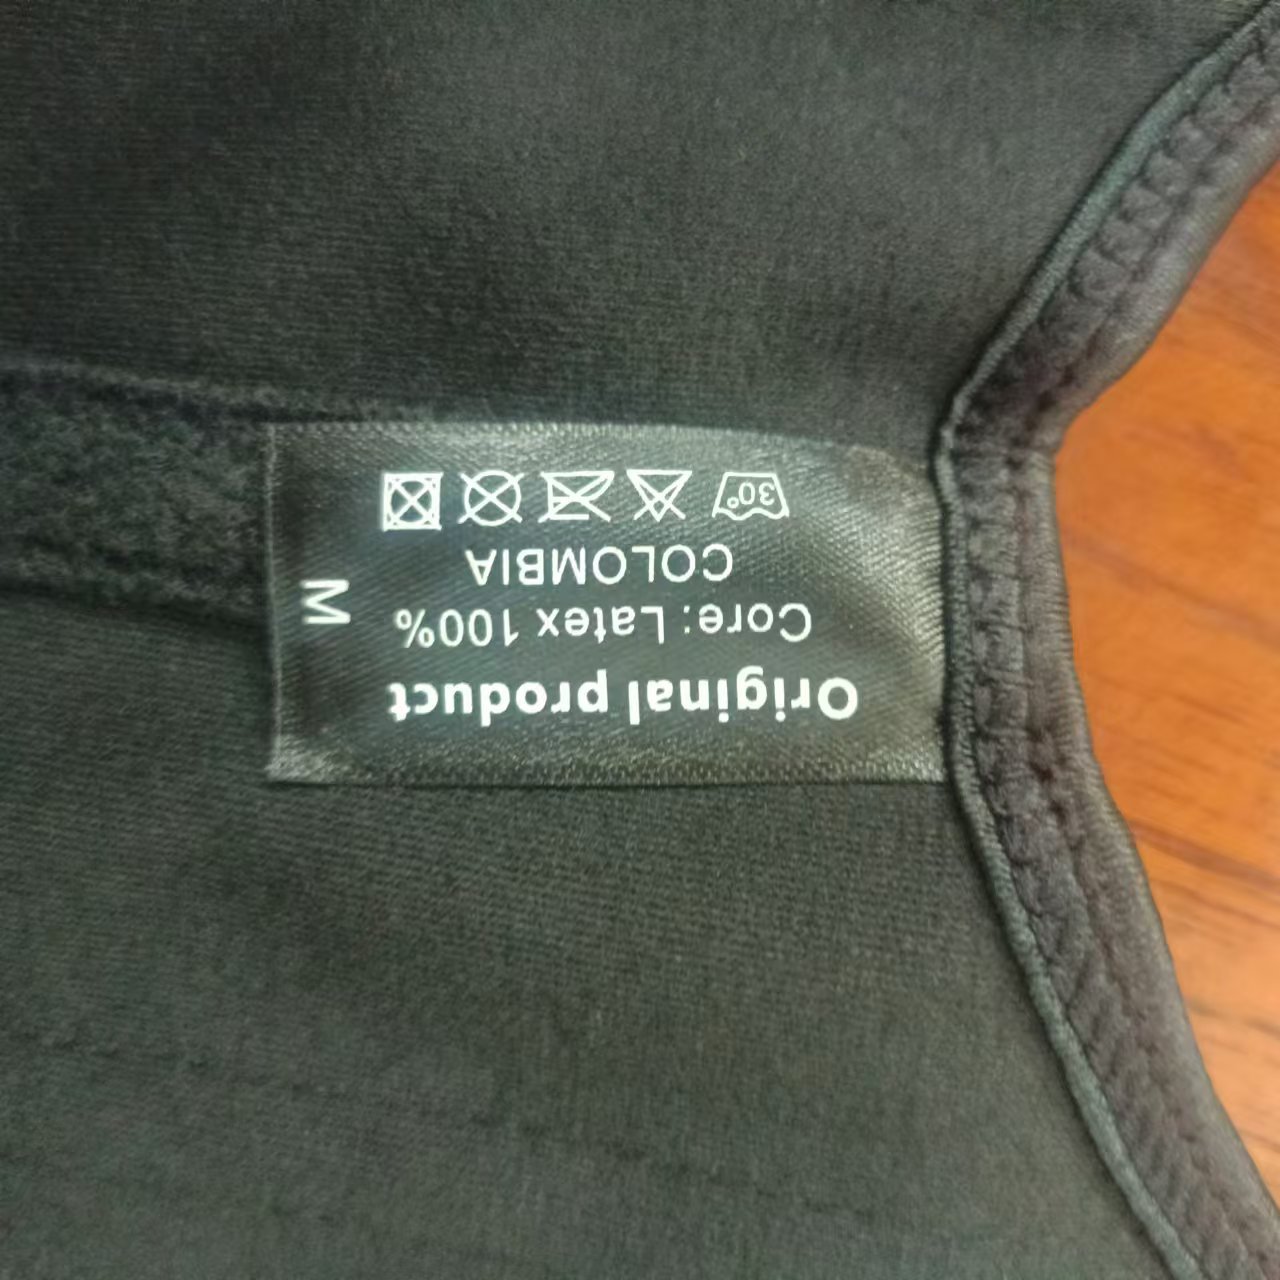 Original product
Core: Latex 100%
COLOMBIA
30°
M